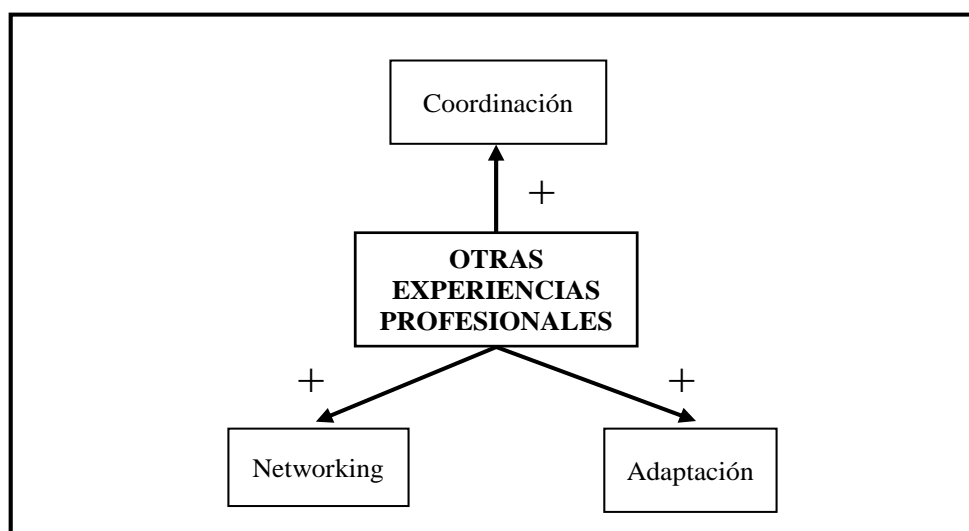 Coordinación
+
OTRAS
EXPERIENCIAS
PROFESIONALES
+
+
Networking
Adaptación